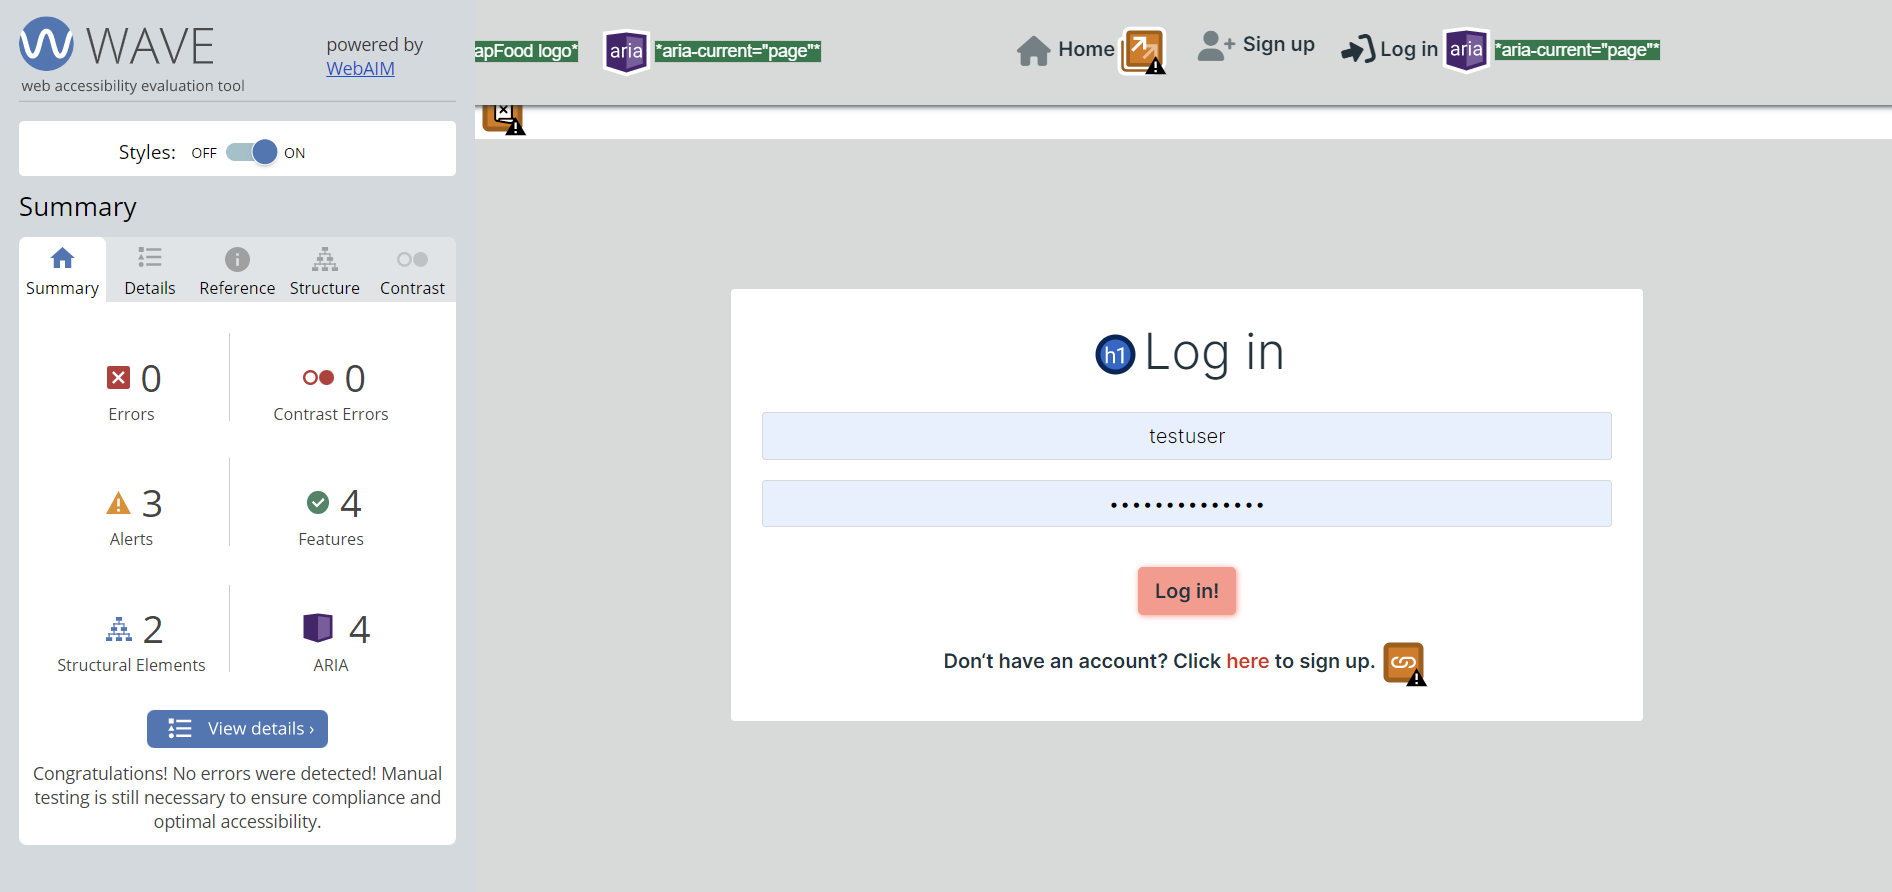 WAVE
powered by
WebAIM
web accessibility evaluation tool
Styles: OFF ON
Summary
Summary Details Reference Structure Contrast
0 Errors
0 Contrast Errors
3 Alerts
4 Features
2 Structural Elements
4 ARIA
View details ›
Congratulations! No errors were detected! Manual
testing is still necessary to ensure compliance and
optimal accessibility.
apFood logo* aria *aria-current="page"*
Home Sign up Log in aria *aria-current="page"*
h1 Log in
testuser
••••••••••••••
Log in!
Don‘t have an account? Click here to sign up.